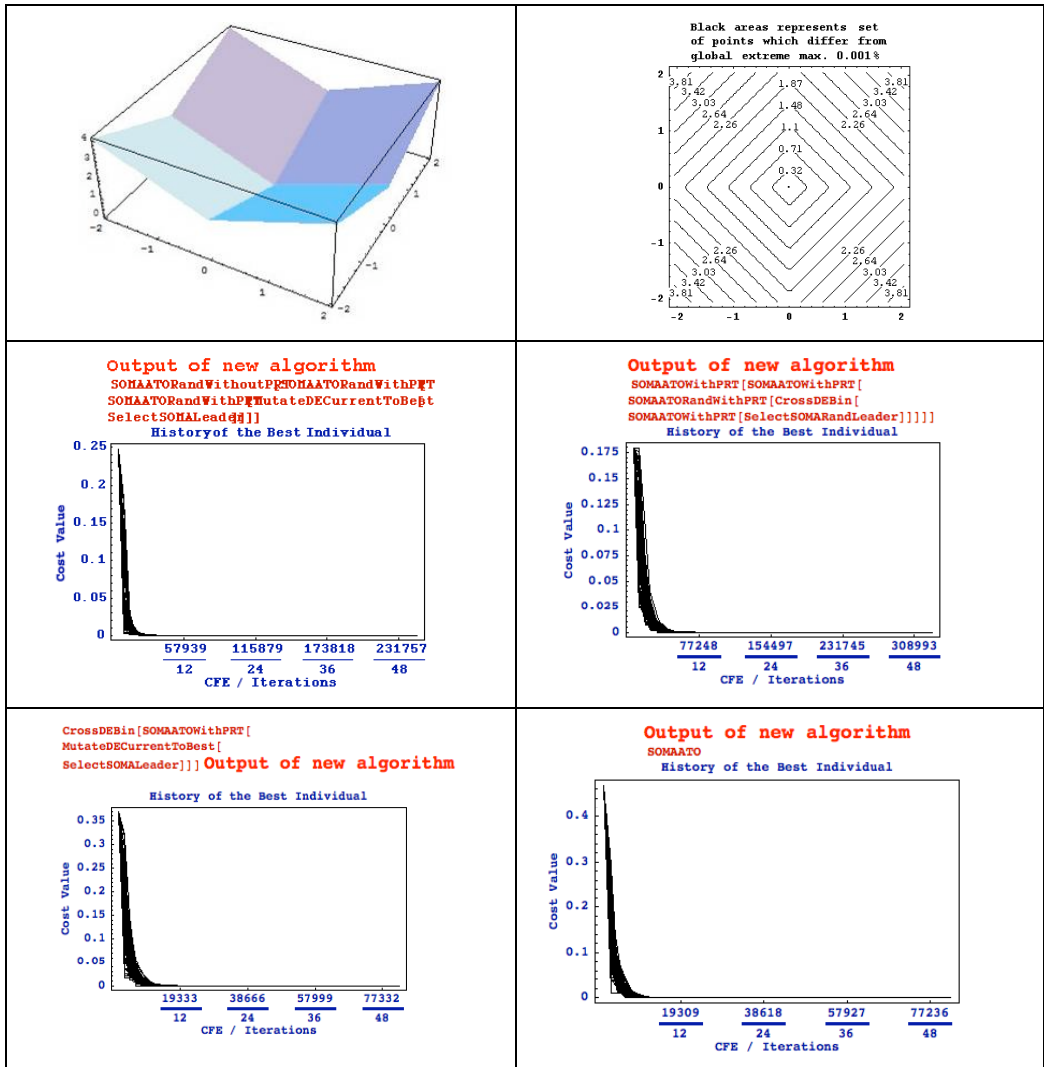 4
3
2
1
0
-2
-1
0
1
2
-2
-1
0
1
2
Black areas represents set
of points which differ from
global extreme max. 0.001%
2
1
0
-1
-2
3.81
3.42
3.03
2.64
2.26
1.87
1.48
1.1
0.71
0.32
3.81
3.42
3.03
2.64
2.26
2.26
2.64
3.03
3.42
3.81
2.26
2.64
3.03
3.42
3.81
-2 -1 0 1 2
Output of new algorithm
SOMAATORandWithoutPRT[SOMAATORandWithPRT[
SOMAATORandWithPRT[MutateDECurrentToBest[
SelectSOMALeader]]]]
History of the Best Individual
Cost Value
0.25
0.2
0.15
0.1
0.05
0
57939 115879 173818 231757
12 24 36 48
CFE / Iterations
Output of new algorithm
SOMAATOWithPRT[SOMAATOWithPRT[
SOMAATORandWithPRT[CrossDEBin[
SOMAATOWithPRT[SelectSOMARandLeader]]]]]
History of the Best Individual
Cost Value
0.175
0.15
0.125
0.1
0.075
0.05
0.025
0
77248 154497 231745 308993
12 24 36 48
CFE / Iterations
CrossDEBin[SOMAATOWithPRT[
MutateDECurrentToBest[
SelectSOMALeader]]] Output of new algorithm
History of the Best Individual
Cost Value
0.35
0.3
0.25
0.2
0.15
0.1
0.05
0
19333 38666 57999 77332
12 24 36 48
CFE / Iterations
Output of new algorithm
SOMAATO
History of the Best Individual
Cost Value
0.4
0.3
0.2
0.1
0
19309 38618 57927 77236
12 24 36 48
CFE / Iterations